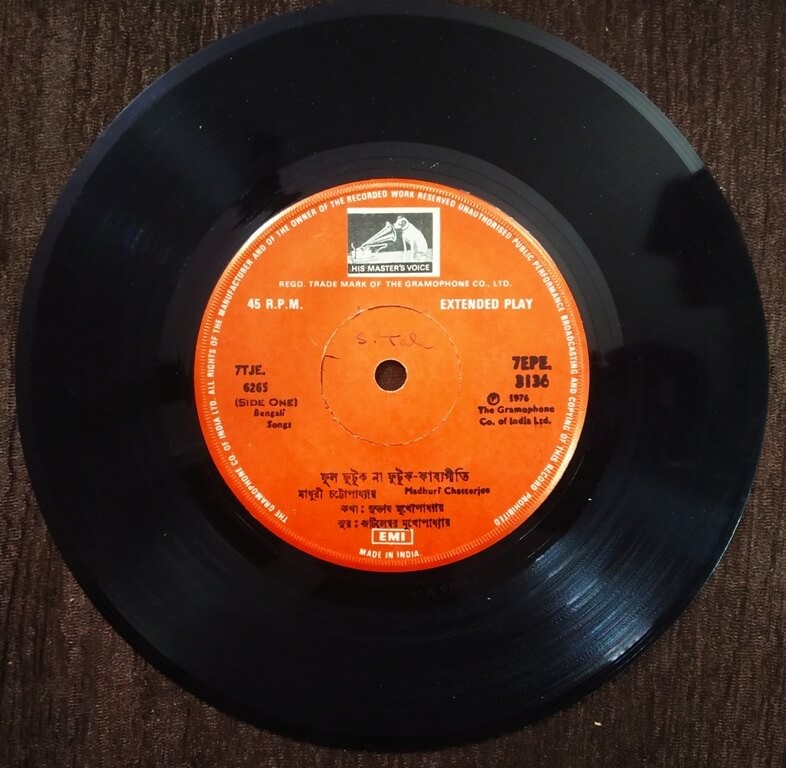 THE GRAMOPHONE CO. OF INDIA LTD. ALL RIGHTS OF THE MANUFACTURER AND OF THE OWNER OF THE RECORDED WORK RESERVED UNAUTHORISED PUBLIC PERFORMANCE BROADCASTING AND COPYING OF THIS RECORD PROHIBITED
HIS MASTER'S VOICE
REGD. TRADE MARK OF THE GRAMOPHONE CO., LTD.
45 R.P.M. EXTENDED PLAY
7TJE. 7EPE.
6265 3136
(SIDE ONE) ℗ 1976
Bengali The Gramophone
Songs Co. of India Ltd.
ফুল ফুটুক না ফুটুক-কাব্যগীতি
মাধুরী চট্টোপাধ্যায় Madhuri Chatterjee
কথা : সুভাষ মুখোপাধ্যায়
সুর : জটিলেশ্বর মুখোপাধ্যায়
EMI
MADE IN INDIA.